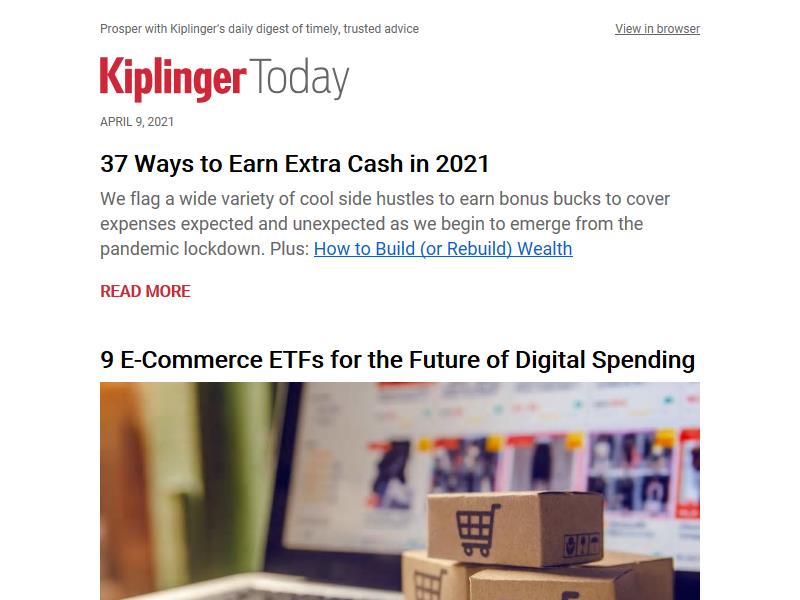 Prosper with Kiplinger's daily digest of timely, trusted advice
View in browser
Kiplinger Today
APRIL 9, 2021
37 Ways to Earn Extra Cash in 2021
We flag a wide variety of cool side hustles to earn bonus bucks to cover
expenses expected and unexpected as we begin to emerge from the
pandemic lockdown. Plus: How to Build (or Rebuild) Wealth
READ MORE
9 E-Commerce ETFs for the Future of Digital Spending